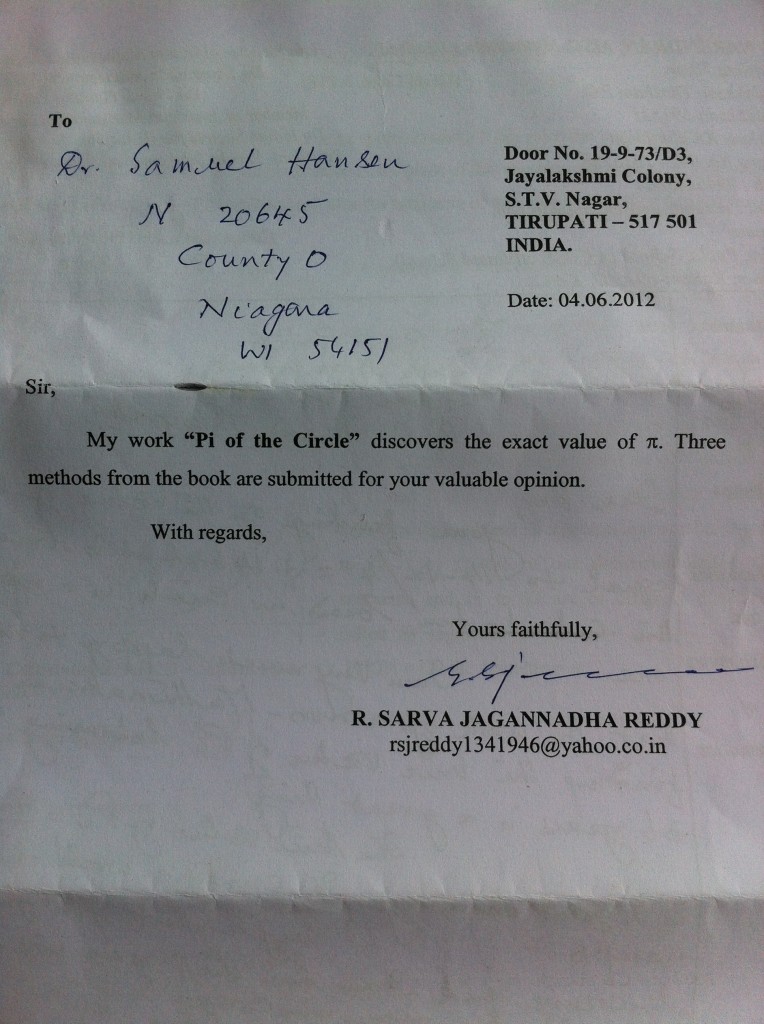 To
Dr. Samuel Hansen
N 20645
County O
Niagara
WI 54151
Door No. 19-9-73/D3,
Jayalakshmi Colony,
S.T.V. Nagar,
TIRUPATI – 517 501
INDIA.
Date: 04.06.2012
Sir,
My work “Pi of the Circle” discovers the exact value of π. Three
methods from the book are submitted for your valuable opinion.
With regards,
Yours faithfully,
R. SARVA JAGANNADHA REDDY
rsjreddy1341946@yahoo.co.in